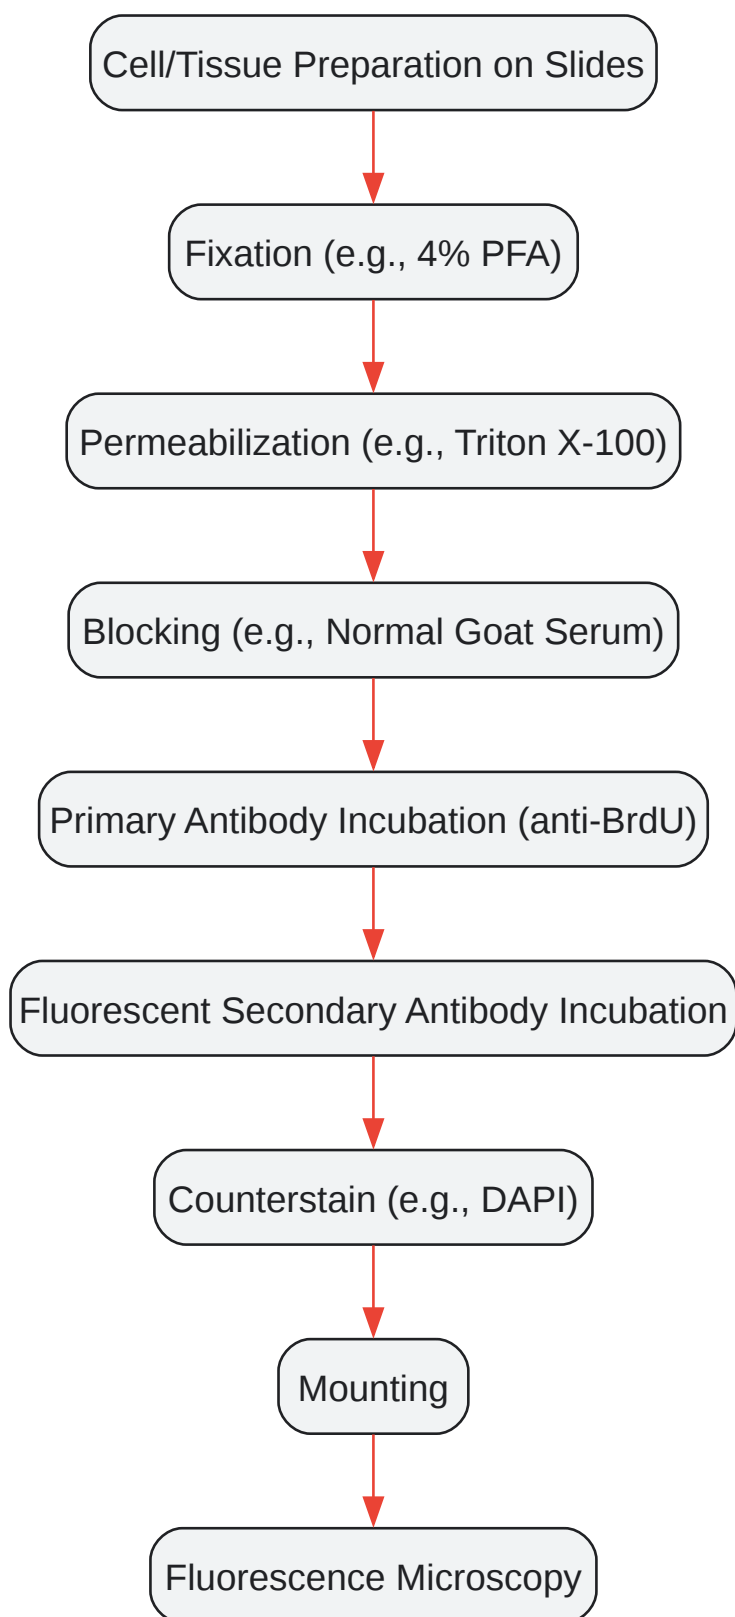 Cell/Tissue Preparation on Slides
Fixation (e.g., 4% PFA)
Permeabilization (e.g., Triton X-100)
Blocking (e.g., Normal Goat Serum)
Primary Antibody Incubation (anti-BrdU)
Fluorescent Secondary Antibody Incubation
Counterstain (e.g., DAPI)
Mounting
Fluorescence Microscopy